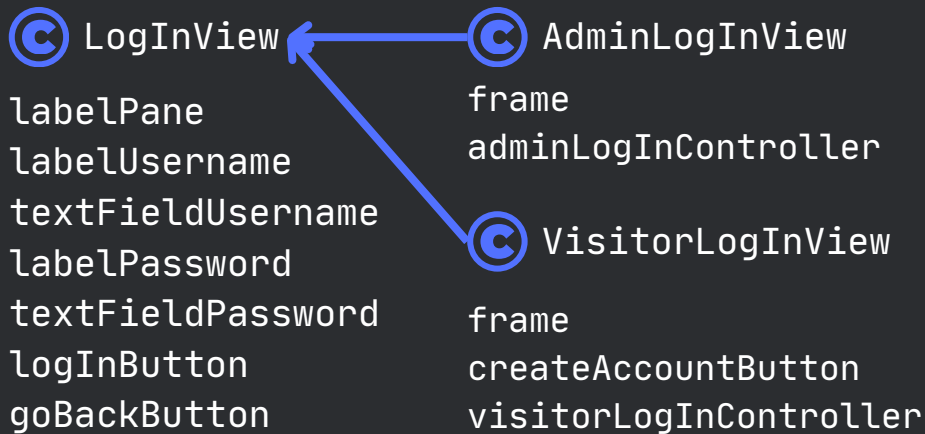 LogInView
labelPane
labelUsername
textFieldUsername
labelPassword
textFieldPassword
logInButton
goBackButton
AdminLogInView
frame
adminLogInController
VisitorLogInView
frame
createAccountButton
visitorLogInController